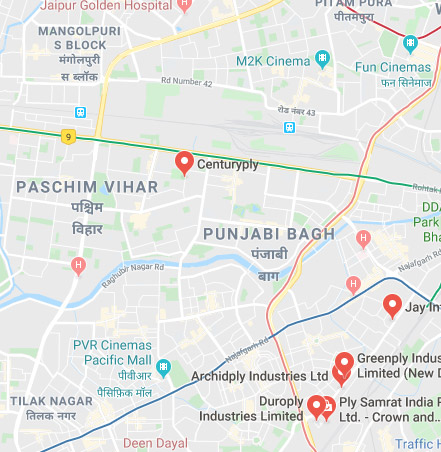 Jaipur Golden Hospital
PITAM PURA
पीतमपुरा
MANGOLPURI
S BLOCK
मंगोलपुरी
स ब्लॉक
M2K Cinema
Fun Cinemas
फन सिनेमाज
Rd Number 42
रोड नंबर 43
9
Centuryply
Rohtak
PASCHIM VIHAR
पश्चिम
विहार
DDA
Park
Bha
PUNJABI BAGH
पंजाबी
बाग
H
H
H
Raghubir Nagar Rd
Najafgarh Rd
Jay In
PVR Cinemas
Pacific Mall
पीवीआर
पैसिफ़िक मॉल
Najafgarh Rd
Greenply Indus
Limited (New D
Archidply Industries Ltd
Duroply
Industries Limited
Ply Samrat India P
Ltd. - Crown and...
TILAK NAGAR
तिलक नगर
Deen Dayal
Traffic H